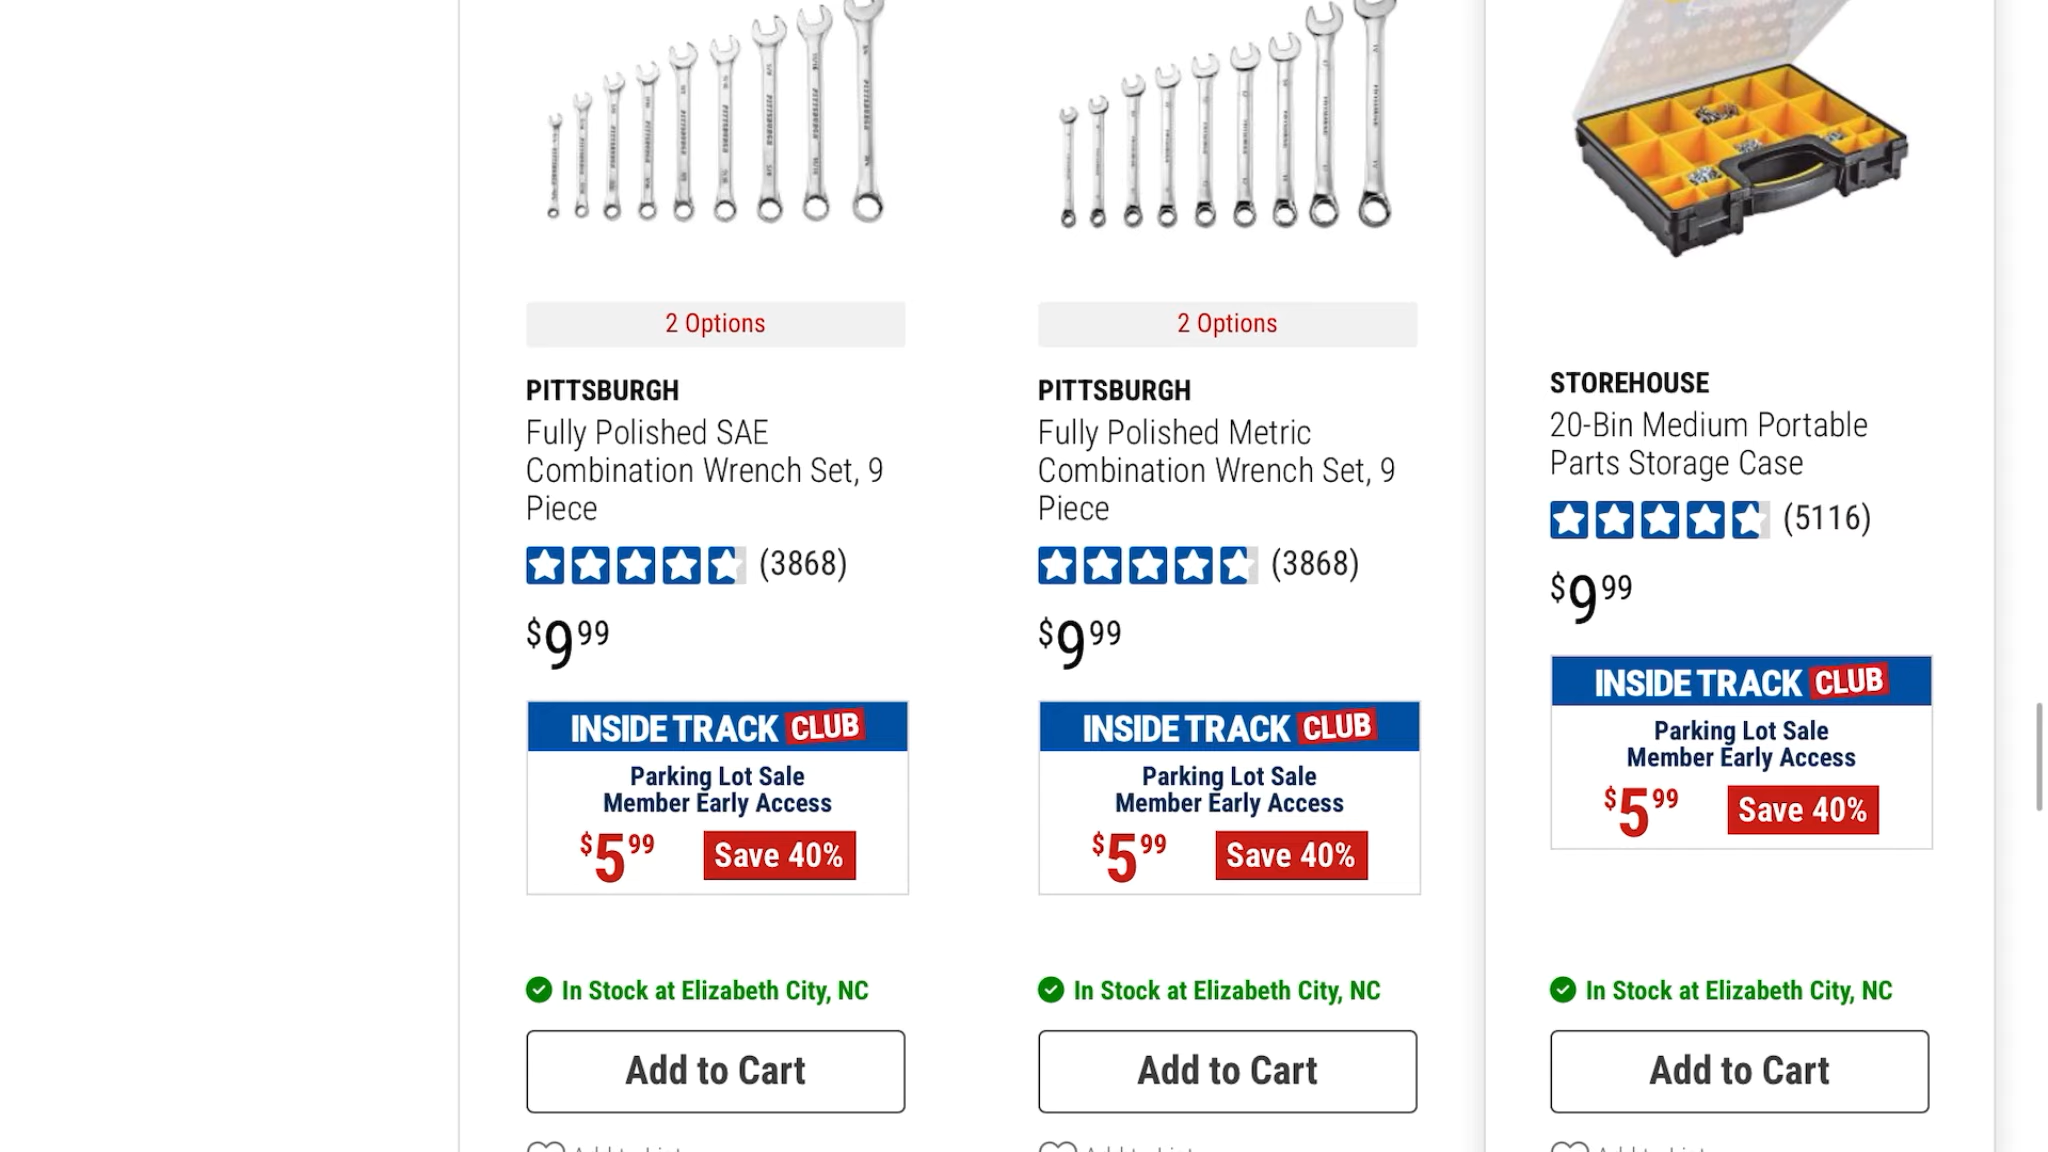 2 Options
PITTSBURGH
Fully Polished SAE
Combination Wrench Set, 9
Piece
(3868)
$9 99
INSIDE TRACK CLUB
Parking Lot Sale
Member Early Access
$5 99 Save 40%
In Stock at Elizabeth City, NC
Add to Cart
2 Options
PITTSBURGH
Fully Polished Metric
Combination Wrench Set, 9
Piece
(3868)
$9 99
INSIDE TRACK CLUB
Parking Lot Sale
Member Early Access
$5 99 Save 40%
In Stock at Elizabeth City, NC
Add to Cart
STOREHOUSE
20-Bin Medium Portable
Parts Storage Case
(5116)
$9 99
INSIDE TRACK CLUB
Parking Lot Sale
Member Early Access
$5 99 Save 40%
In Stock at Elizabeth City, NC
Add to Cart